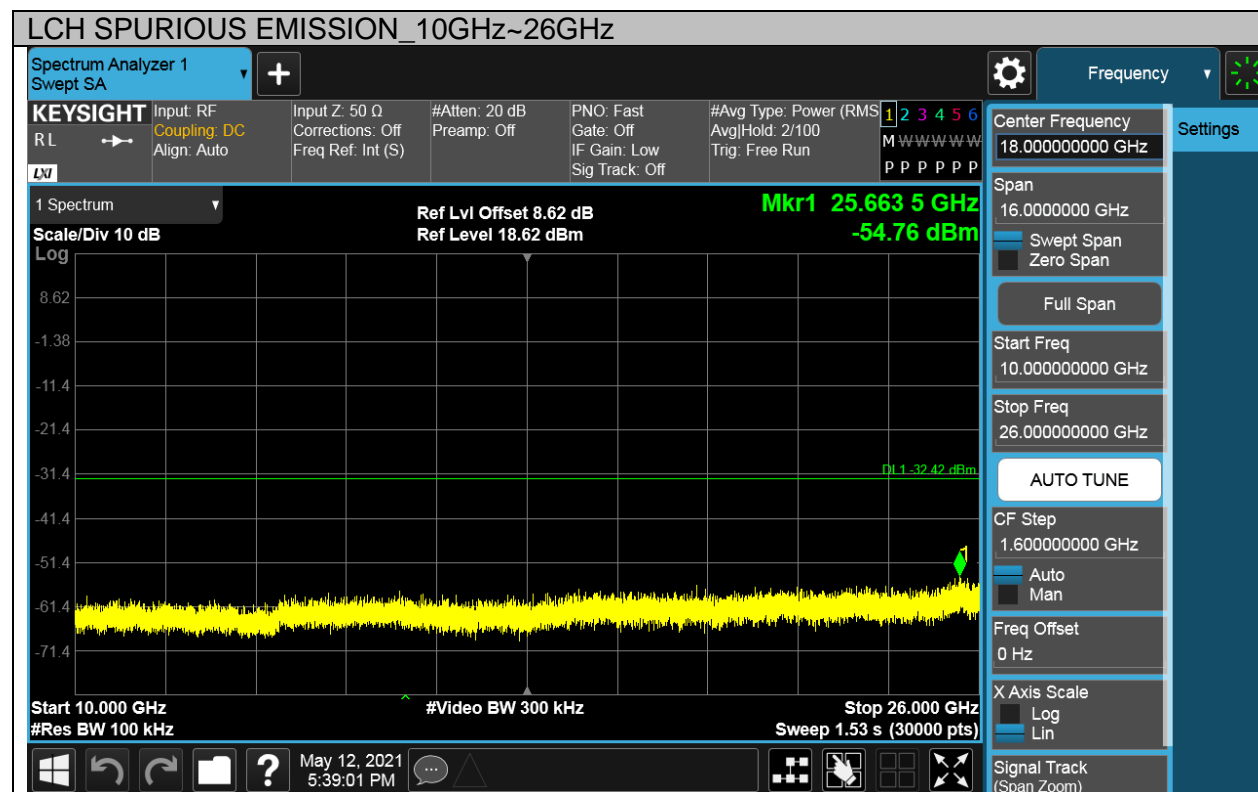 LCH SPURIOUS EMISSION_10GHz~26GHz
Spectrum Analyzer 1
Swept SA
+
Frequency
KEYSIGHT
RL
LXI
Input: RF
Coupling: DC
Align: Auto
Input Z: 50 Ω
Corrections: Off
Freq Ref: Int (S)
#Atten: 20 dB
Preamp: Off
PNO: Fast
Gate: Off
IF Gain: Low
Sig Track: Off
#Avg Type: Power (RMS
Avg|Hold: 2/100
Trig: Free Run
1 2 3 4 5 6
M W W W W W
P P P P P P
1 Spectrum
Scale/Div 10 dB
Ref Lvl Offset 8.62 dB
Ref Level 18.62 dBm
Mkr1 25.663 5 GHz
-54.76 dBm
Log
8.62
-1.38
-11.4
-21.4
-31.4
DL1 -32.42 dBm
-41.4
-51.4
1
-61.4
-71.4
Start 10.000 GHz
#Res BW 100 kHz
#Video BW 300 kHz
Stop 26.000 GHz
Sweep 1.53 s (30000 pts)
Center Frequency
18.000000000 GHz
Span
16.0000000 GHz
Swept Span
Zero Span
Full Span
Start Freq
10.000000000 GHz
Stop Freq
26.000000000 GHz
AUTO TUNE
CF Step
1.600000000 GHz
Auto
Man
Freq Offset
0 Hz
X Axis Scale
Log
Lin
Signal Track
(Span Zoom)
Settings
?
May 12, 2021
5:39:01 PM